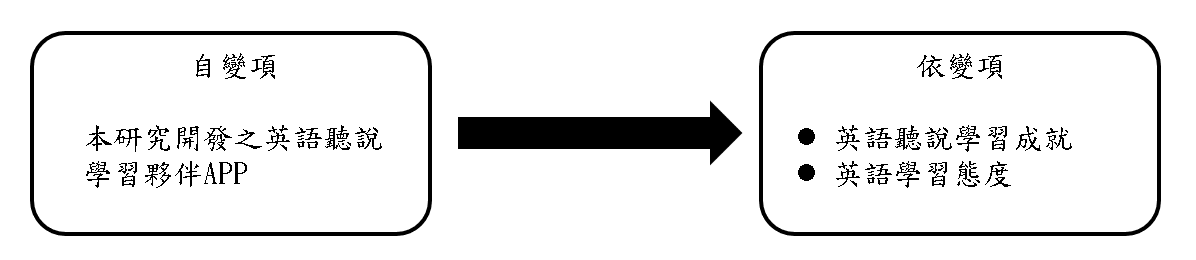 自變項
本研究開發之英語聽說
學習夥伴APP
依變項
● 英語聽說學習成就
● 英語學習態度